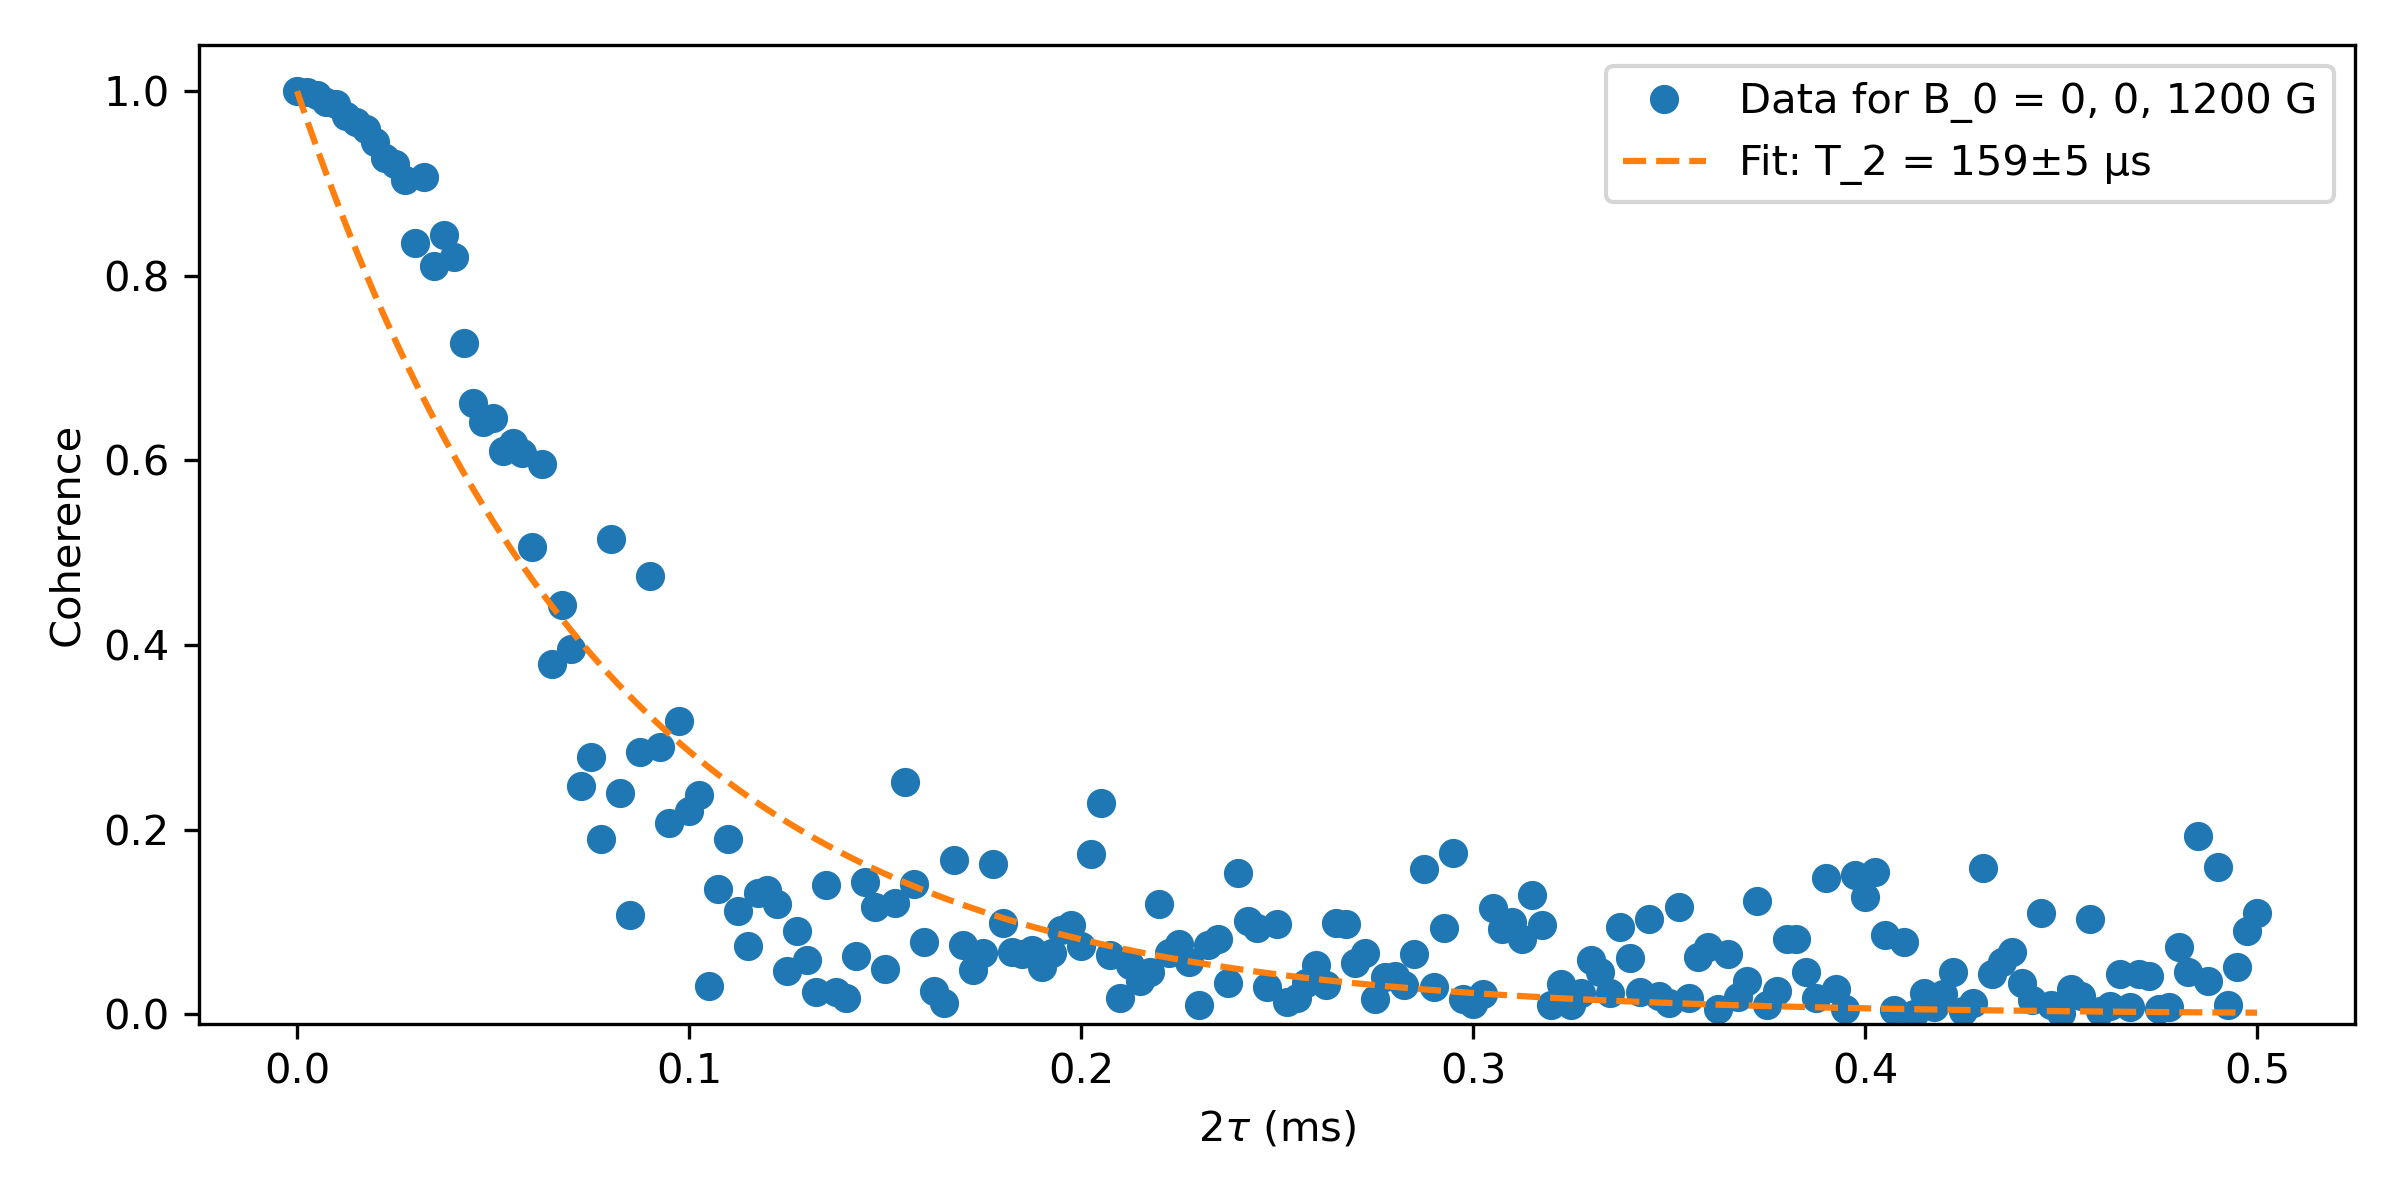 Data for B_0 = 0, 0, 1200 G
Fit: T_2 = 159±5 µs
1.0
0.8
0.6
0.4
0.2
0.0
Coherence
0.0 0.1 0.2 0.3 0.4 0.5
2τ (ms)